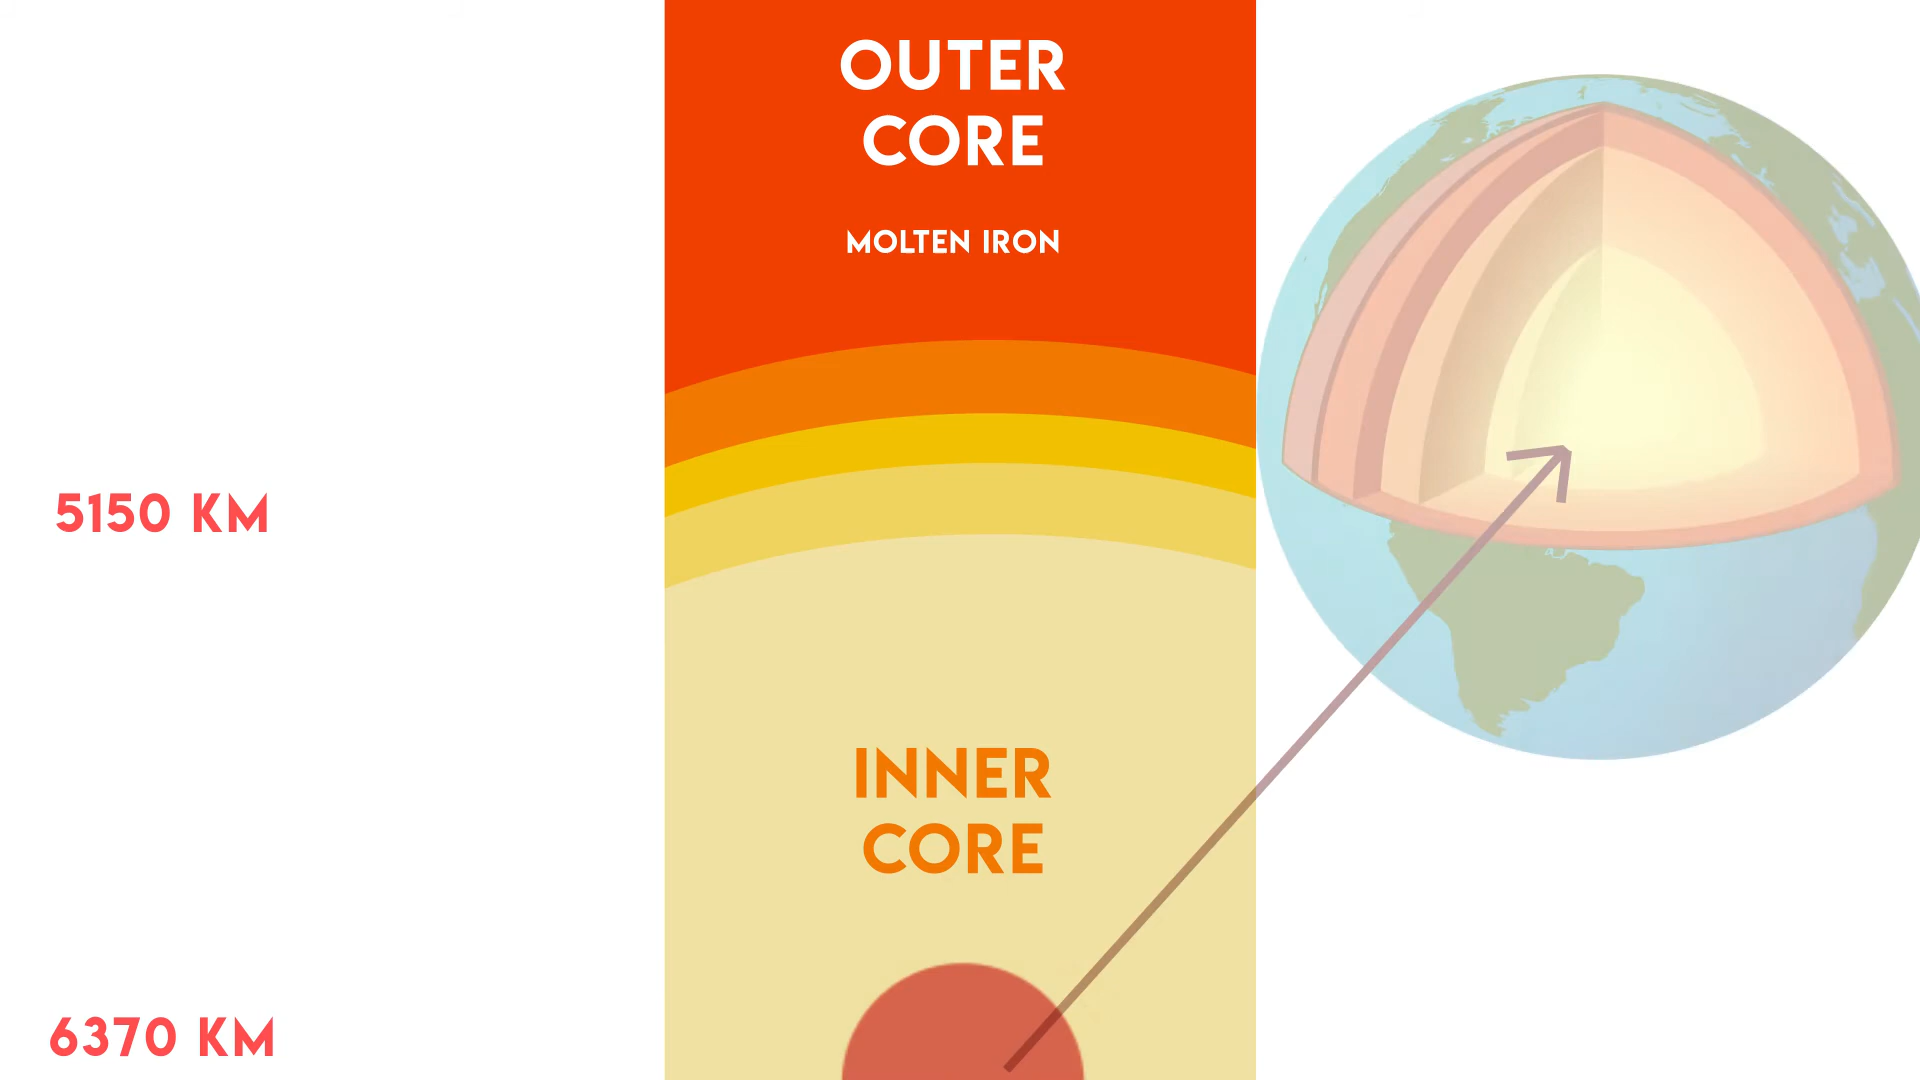 OUTER
CORE
MOLTEN IRON
5150 KM
INNER
CORE
6370 KM